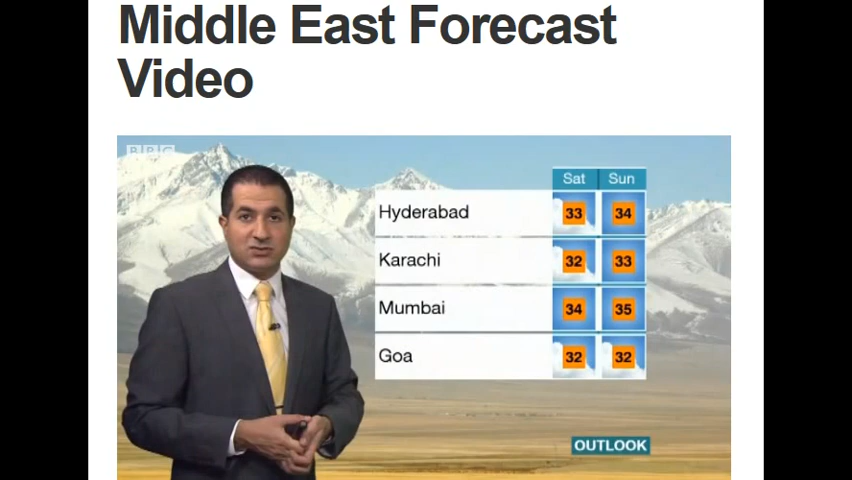 Middle East Forecast
Video
BBC
Sat Sun
Hyderabad 33 34
Karachi 32 33
Mumbai 34 35
Goa 32 32
OUTLOOK